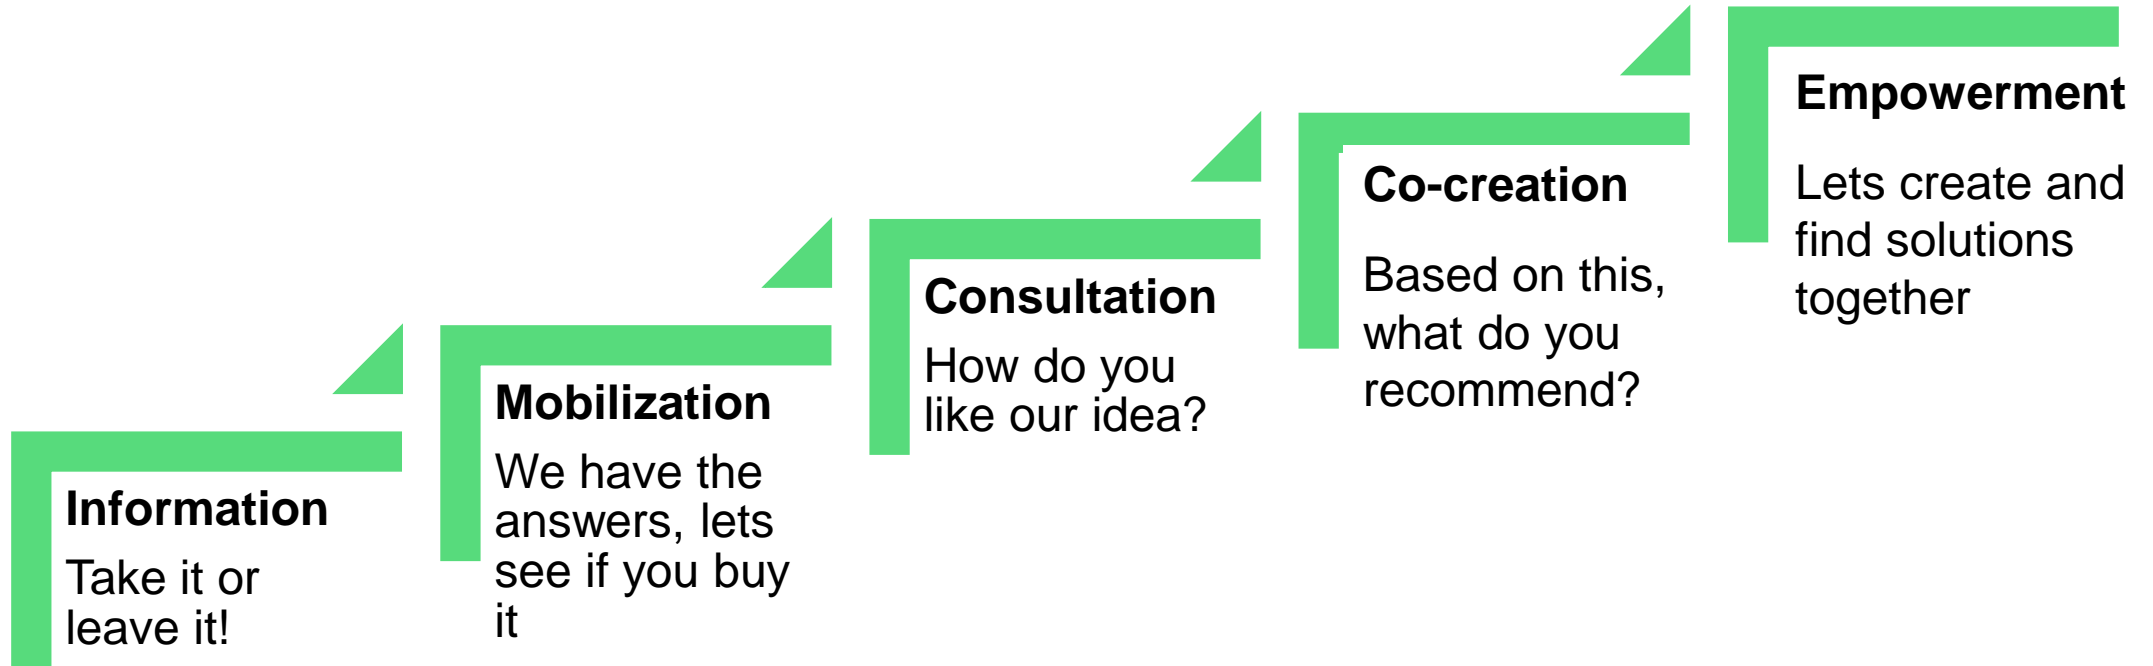 Information
Take it or
leave it!
Mobilization
We have the
answers, lets
see if you buy
it
Consultation
How do you
like our idea?
Co-creation
Based on this,
what do you
recommend?
Empowerment
Lets create and
find solutions
together